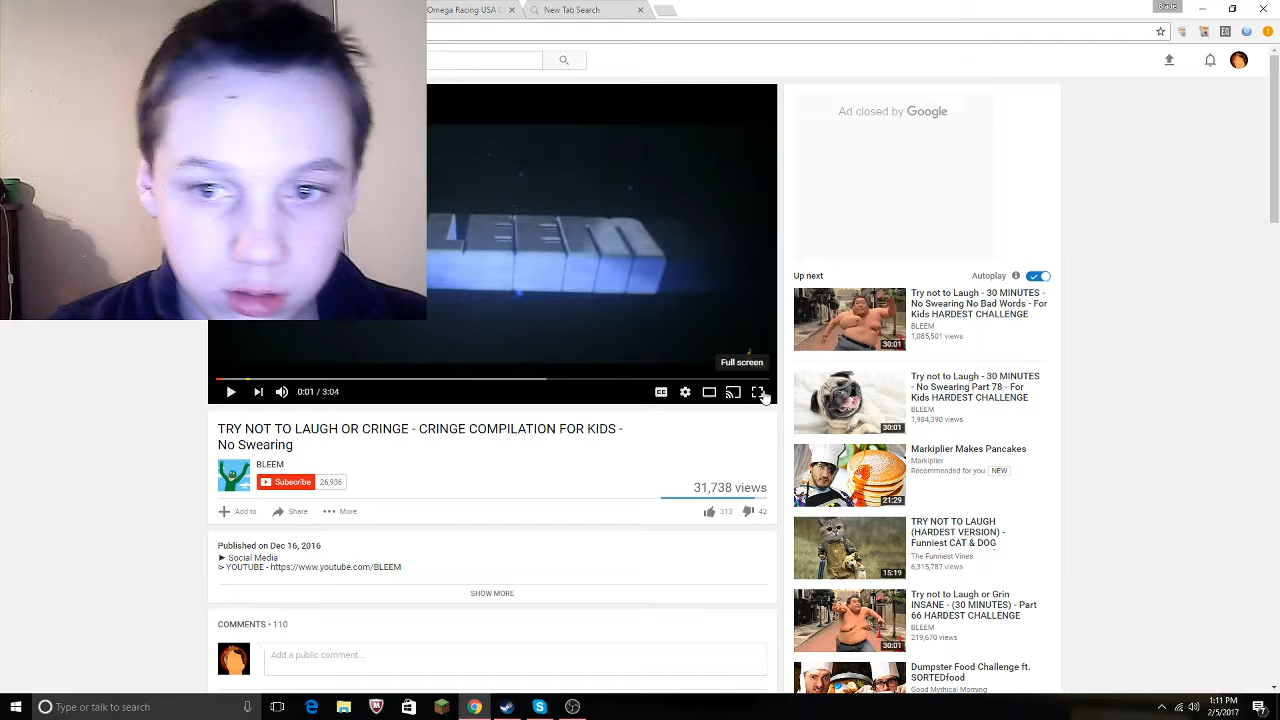 Omega Racing USA C
New Tab Search
Blade
Ad closed by Google
Full screen
0:01 / 3:04
CC
TRY NOT TO LAUGH OR CRINGE - CRINGE COMPILATION FOR KIDS -
No Swearing
BLEEM
Subscribe 26,936
31,738 views
Add to Share More
313 42
Published on Dec 16, 2016
► Social Media
YOUTUBE - https://www.youtube.com/BLEEM
SHOW MORE
COMMENTS • 110
Add a public comment...
Up next Autoplay
Try not to Laugh - 30 MINUTES -
No Swearing No Bad Words - For
Kids HARDEST CHALLENGE
BLEEM
1,085,501 views
30:01
Try not to Laugh - 30 MINUTES
- No Swearing Part 78 - For
Kids HARDEST CHALLENGE
BLEEM
1,984,390 views
30:01
Markiplier Makes Pancakes
Markiplier
Recommended for you NEW
21:29
TRY NOT TO LAUGH
(HARDEST VERSION) -
Funniest CAT & DOG
The Funniest Vines
6,315,787 views
15:19
Try not to Laugh or Grin
INSANE - (30 MINUTES) - Part
66 HARDEST CHALLENGE
BLEEM
219,670 views
30:01
Dumpster Food Challenge ft.
SORTEDfood
Good Mythical Morning
Type or talk to search
1:11 PM
2/5/2017